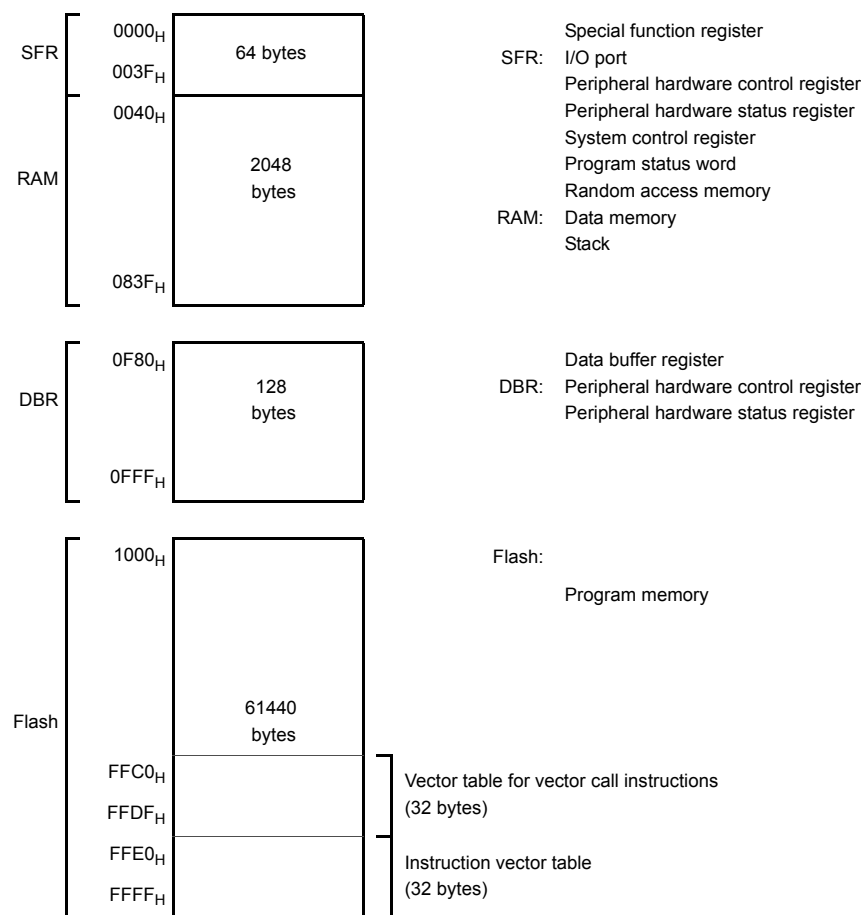 0000H
SFR
64 bytes
003FH
0040H
RAM
2048
bytes
083FH
Special function register
SFR: I/O port
Peripheral hardware control register
Peripheral hardware status register
System control register
Program status word
Random access memory
RAM: Data memory
Stack
0F80H
DBR
128
bytes
0FFFH
Data buffer register
DBR: Peripheral hardware control register
Peripheral hardware status register
1000H
Flash:
Program memory
Flash
61440
bytes
FFC0H
FFDFH
Vector table for vector call instructions
(32 bytes)
FFE0H
FFFFH
Instruction vector table
(32 bytes)